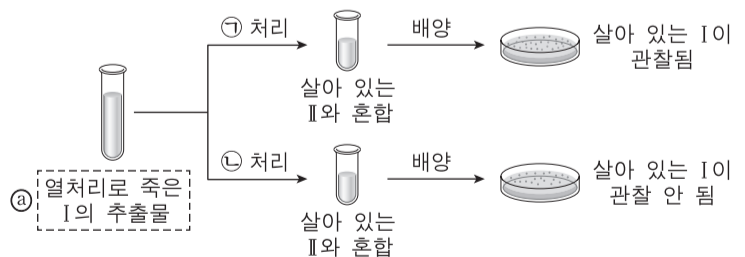 ㉠ 처리
배양
살아 있는 Ⅰ이
관찰됨
살아 있는
Ⅱ와 혼합
ⓐ 열처리로 죽은
Ⅰ의 추출물
㉡ 처리
배양
살아 있는 Ⅰ이
관찰 안 됨
살아 있는
Ⅱ와 혼합